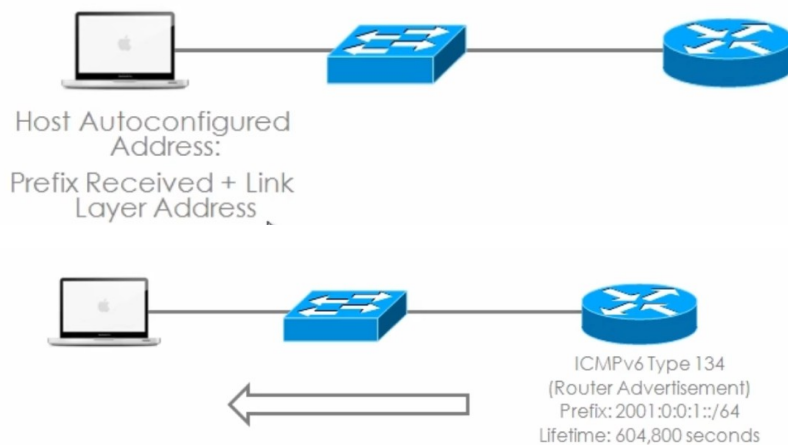 Host Autoconfigured
Address:
Prefix Received + Link
Layer Address
ICMPv6 Type 134
(Router Advertisement)
Prefix: 2001:0:0:1::/64
Lifetime: 604,800 seconds